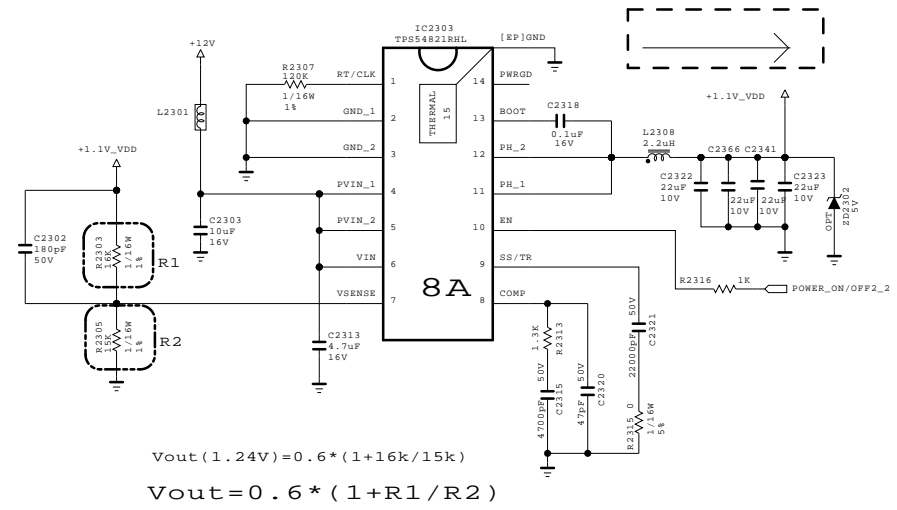 IC2303
TPS54821RHL
[EP]GND
+12V
R2307
120K
1/16W
1%
RT/CLK
1
THERMAL
15
14
PWRGD
L2301
GND_1
2
13
BOOT
C2318
0.1uF
16V
+1.1V_VDD
GND_2
3
12
PH_2
L2308
2.2uH
+1.1V_VDD
PVIN_1
4
11
PH_1
C2322
22uF
10V
C2366
22uF
10V
C2341
22uF
10V
C2323
22uF
10V
OPT
ZD2302
5V
C2303
10uF
16V
PVIN_2
5
10
EN
C2302
180pF
50V
R2303
16K
1/16W
1%
R1
VIN
6
9
SS/TR
R2316
1K
POWER_ON/OFF2_2
VSENSE
7
8A
8
COMP
R2305
15K
1/16W
1%
R2
C2313
4.7uF
16V
1.3K
R2313
4700pF
50V
C2315
47pF
50V
C2320
22000pF
50V
C2321
R2315
0
1/16W
5%
Vout(1.24V)=0.6*(1+16k/15k)
Vout=0.6*(1+R1/R2)